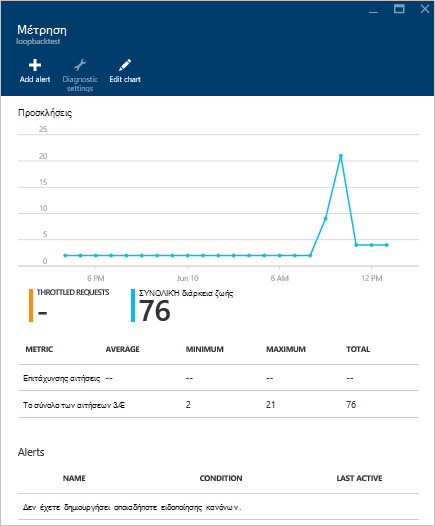 Μέτρηση
loopbacktest
Add alert
Diagnostic settings
Edit chart
Προσκλήσεις
25
20
15
10
5
0
6 PM
Jun 10
6 AM
12 PM
THROTTLED REQUESTS
-
ΣΥΝΟΛΙΚΉ διάρκεια ζωής
76
METRIC AVERAGE MINIMUM MAXIMUM TOTAL
Επιτάχυνσης αιτήσεις -- -- -- --
Το σύνολο των αιτήσεων 3Æ 2 21 76
Alerts
NAME CONDITION LAST ACTIVE
Δεν έχετε δημιουργήσει οποιαδήποτε ειδοποίησης κανόνων.